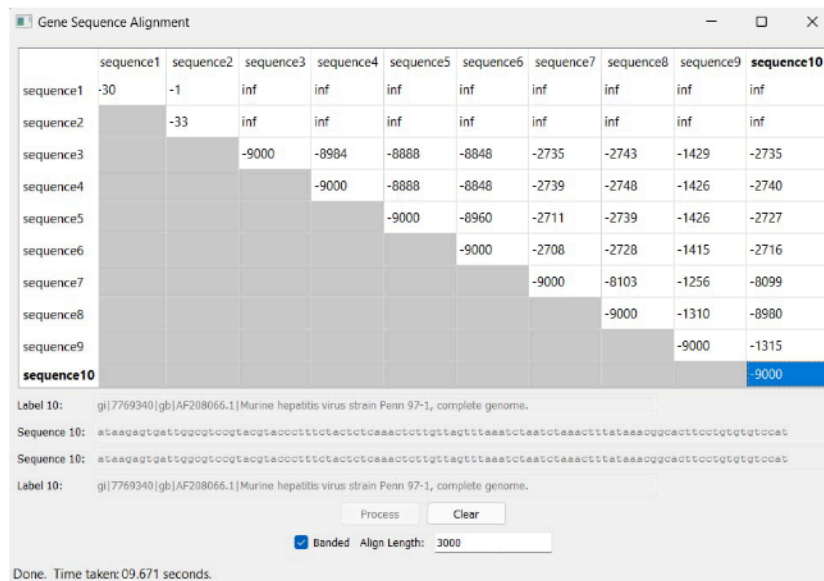 Gene Sequence Alignment
sequence1 sequence2 sequence3 sequence4 sequence5 sequence6 sequence7 sequence8 sequence9 sequence10
sequence1 -30 -1 inf inf inf inf inf inf inf inf
sequence2 -33 inf inf inf inf inf inf inf inf
sequence3 -9000 -8984 -8888 -8848 -2735 -2743 -1429 -2735
sequence4 -9000 -8888 -8848 -2739 -2748 -1426 -2740
sequence5 -9000 -8960 -2711 -2739 -1426 -2727
sequence6 -9000 -2708 -2728 -1415 -2716
sequence7 -9000 -8103 -1256 -8099
sequence8 -9000 -1310 -8980
sequence9 -9000 -1315
sequence10 -9000
Label 10: gi|7769340|gb|AF208066.1|Murine hepatitis virus strain Penn 97-1, complete genome.
Sequence 10: ataagagtgattggcgtccgtacgtaccctttctactctcaaactcttgttagtttaaatctaatctaaactttataaacggcacttcctgtgtgtccat
Sequence 10: ataagagtgattggcgtccgtacgtaccctttctactctcaaactcttgttagtttaaatctaatctaaactttataaacggcacttcctgtgtgtccat
Label 10: gi|7769340|gb|AF208066.1|Murine hepatitis virus strain Penn 97-1, complete genome.
Process Clear
Banded Align Length: 3000
Done. Time taken: 09.671 seconds.